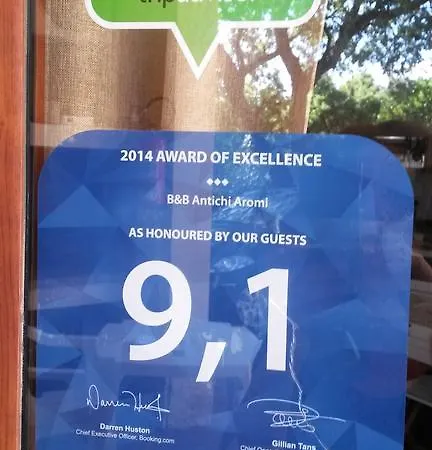 2014 AWARD OF EXCELLENCE
B&B Antichi Aromi
AS HONOURED BY OUR GUESTS
9,1
Darren Huston
Chief Executive Officer, Booking.com
Gillian Tans